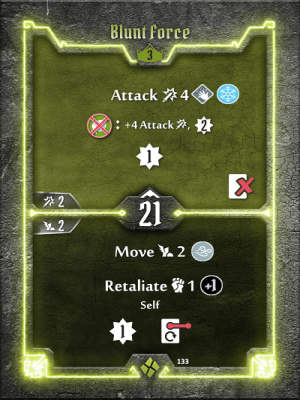 Blunt Force
3
Attack 4
: +4 Attack , 2
1
2
21
2
Move 2
Retaliate 1 +1
Self
1
133